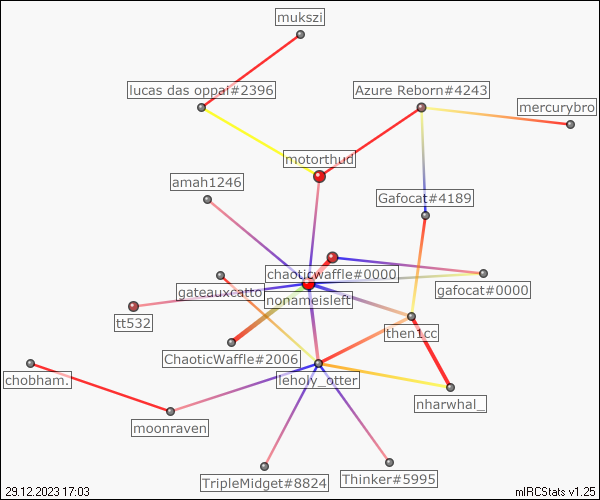 mukszi
lucas das oppai#2396
Azure Reborn#4243
mercurybro
motorthud
amah1246
Gafocat#4189
chaoticwaffle#0000
gateauxcatto
gafocat#0000
nonameisleft
tt532
then1cc
ChaoticWaffle#2006
chobham.
leholy_otter
nharwhal_
moonraven
TripleMidget#8824
Thinker#5995
29.12.2023 17:03
mIRCStats v1.25